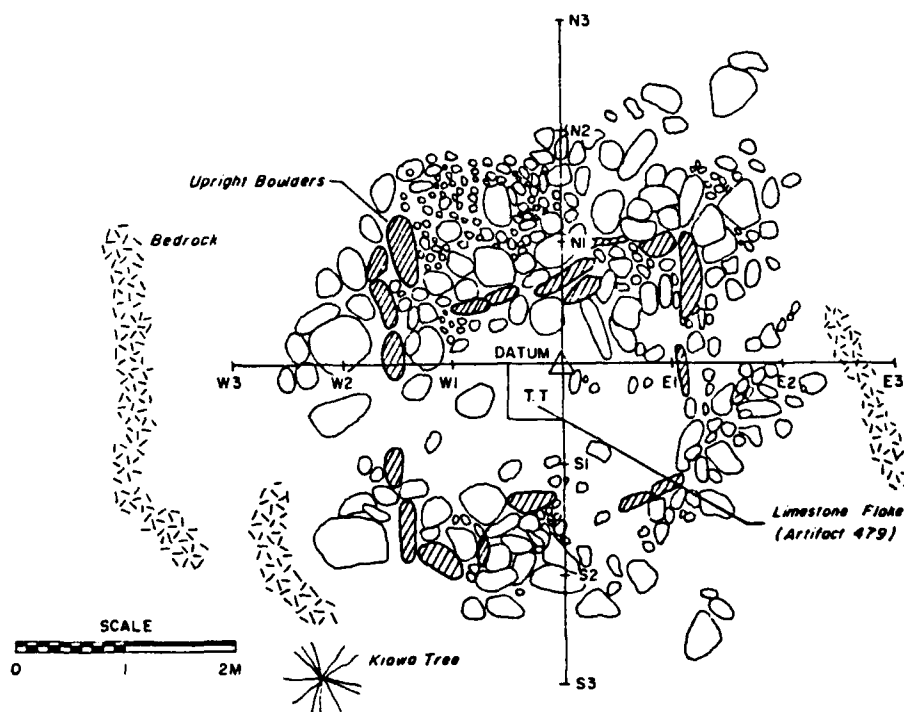 N3
N2
Upright Boulders
N1
Bedrock
DATUM
W3
W2
W1
E1
E2
E3
T.T
S1
Limestone Flake
(Artifact 479)
S2
SCALE
0
1
2M
Kiawa Tree
S3